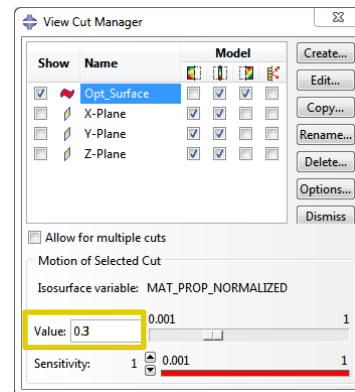 View Cut Manager
Model
Show Name
Opt_Surface
X-Plane
Y-Plane
Z-Plane
Create...
Edit...
Copy...
Rename...
Delete...
Options...
Dismiss
Allow for multiple cuts
Motion of Selected Cut
Isosurface variable: MAT_PROP_NORMALIZED
Value: 0.3 0.001 1
Sensitivity: 1 0.001 1